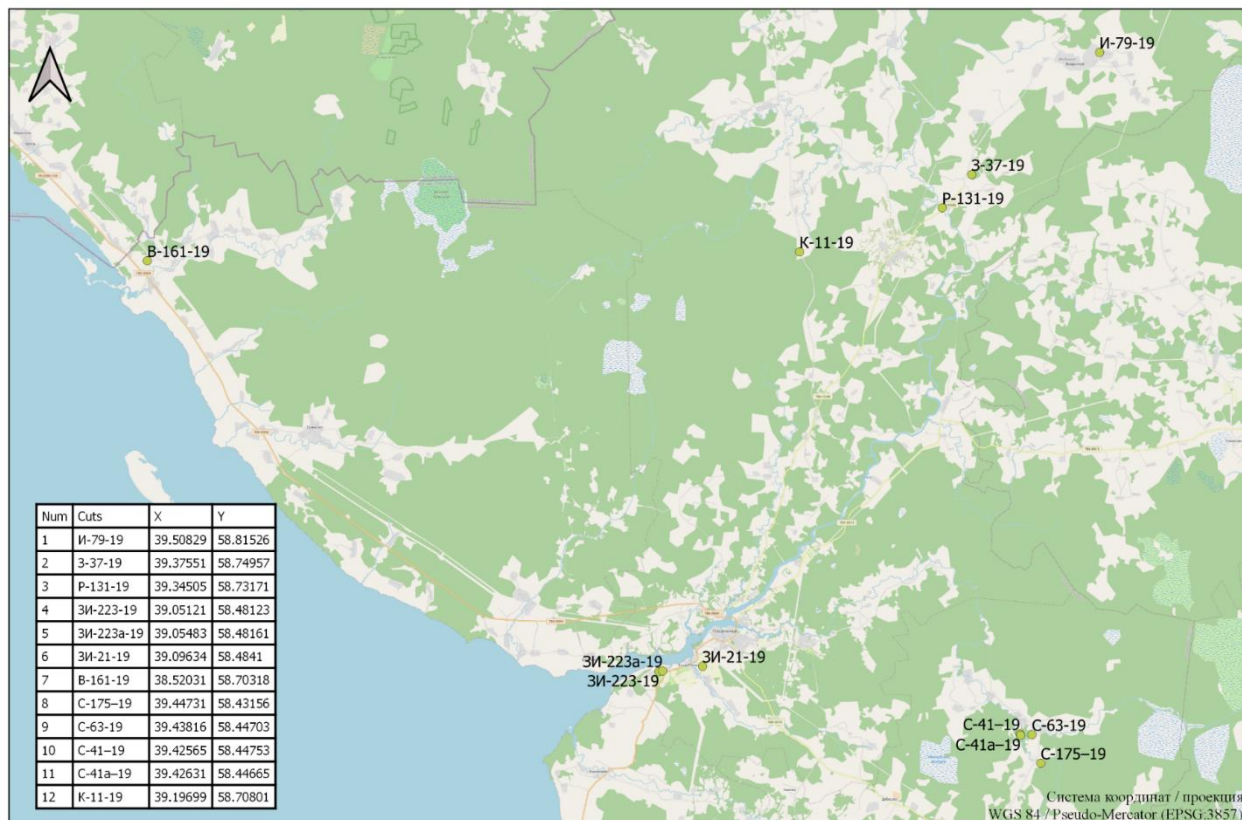 И-79-19
З-37-19
Р-131-19
К-11-19
В-161-19
ЗИ-223а-19
ЗИ-21-19
ЗИ-223-19
С-41–19
С-63-19
С-41а–19
С-175–19
Num Cuts X Y
1 И-79-19 39.50829 58.81526
2 З-37-19 39.37551 58.74957
3 Р-131-19 39.34505 58.73171
4 ЗИ-223-19 39.05121 58.48123
5 ЗИ-223а-19 39.05483 58.48161
6 ЗИ-21-19 39.09634 58.4841
7 В-161-19 38.52031 58.70318
8 С-175–19 39.44731 58.43156
9 С-63-19 39.43816 58.44703
10 С-41–19 39.42565 58.44753
11 С-41а–19 39.42631 58.44665
12 К-11-19 39.19699 58.70801
Система координат / проекция
WGS 84 / Pseudo-Mercator (EPSG:3857)